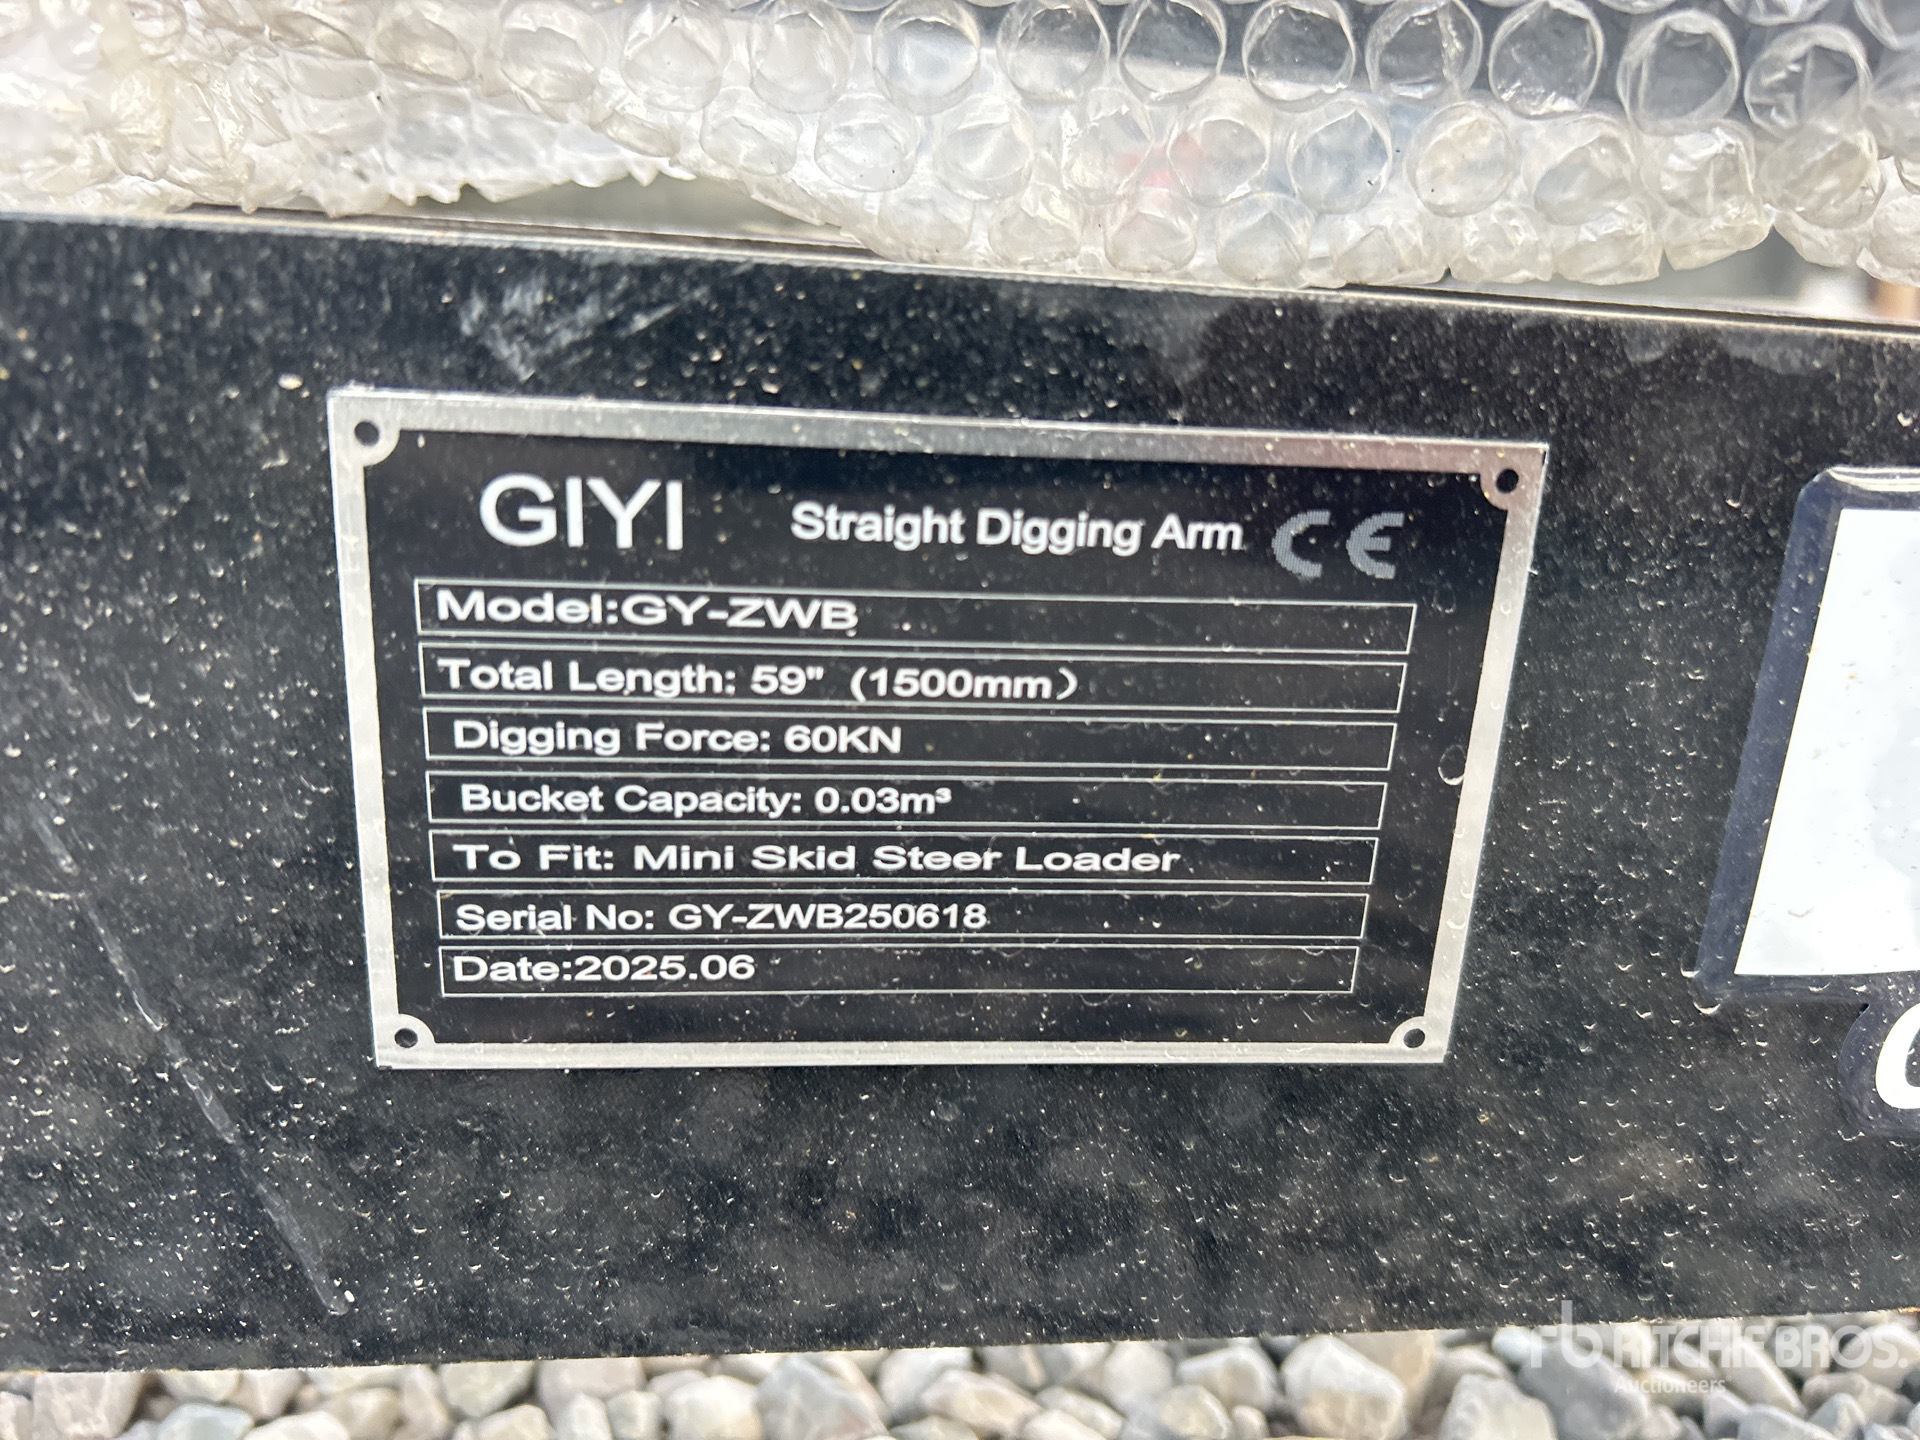 GIYI Straight Digging Arm CE
Model:GY-ZWB
Total Length: 59" (1500mm)
Digging Force: 60KN
Bucket Capacity: 0.03m³
To Fit: Mini Skid Steer Loader
Serial No: GY-ZWB250618
Date:2025.06
rb RITCHIE BROS.
Auctioneers